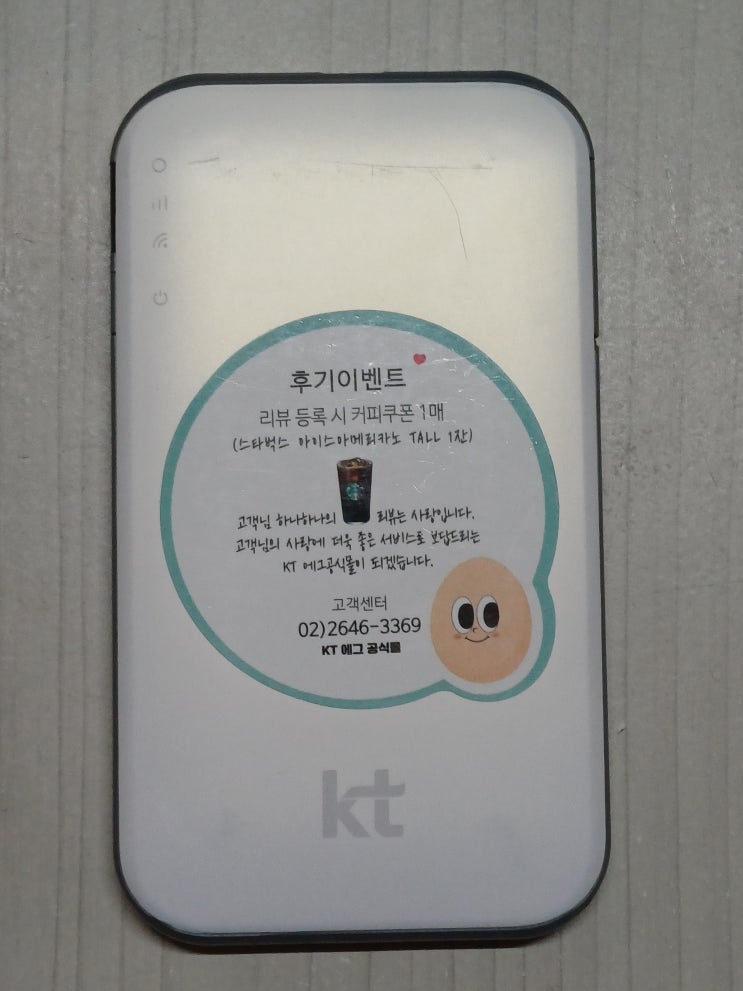 후기이벤트
리뷰 등록 시 커피쿠폰 1매
(스타벅스 아이스아메리카노 TALL 1잔)
고객님 하나하나의 리뷰는 사랑입니다.
고객님의 사랑에 더욱 좋은 서비스로 보답드리는
KT 에그공식몰이 되겠습니다.
고객센터
02)2646-3369
KT 에그 공식몰
kt